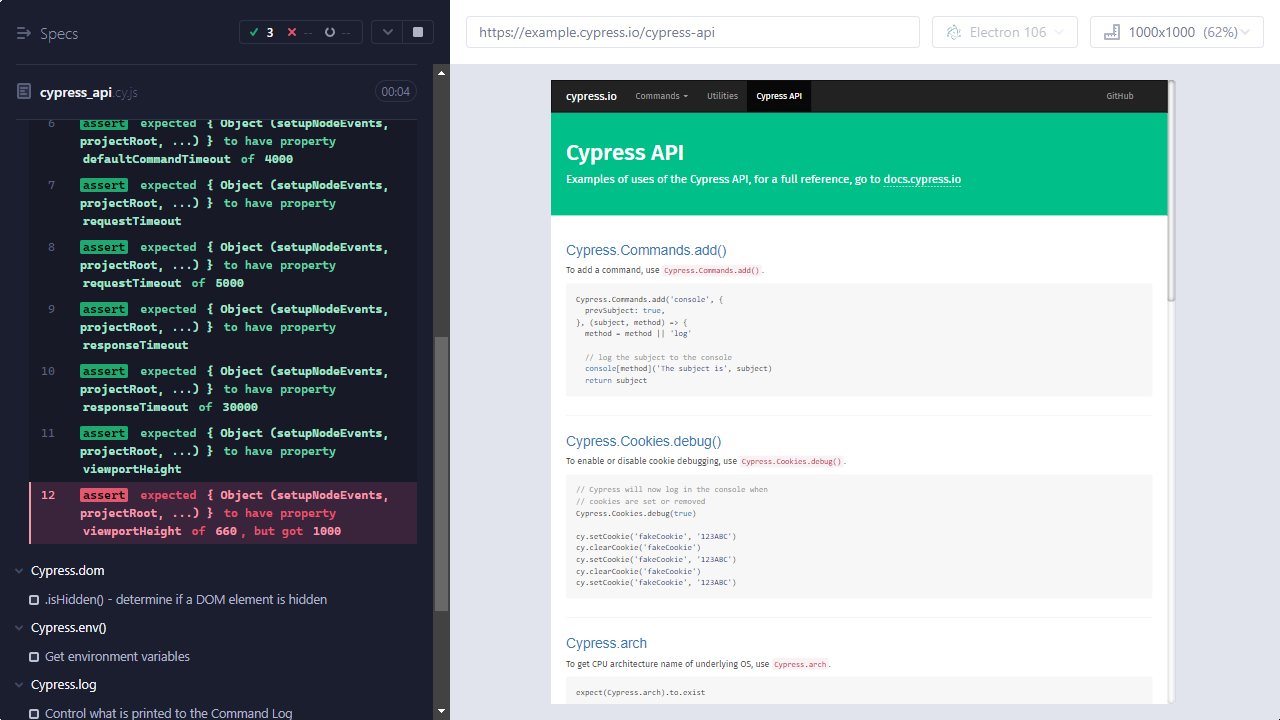 Specs
3
--
--
https://example.cypress.io/cypress-api
Electron 106
1000x1000 (62%)
cypress_api.cy.js
00:04
6 assert expected { Object (setupNodeEvents,
projectRoot, ...) } to have property
defaultCommandTimeout of 4000
7 assert expected { Object (setupNodeEvents,
projectRoot, ...) } to have property
requestTimeout
8 assert expected { Object (setupNodeEvents,
projectRoot, ...) } to have property
requestTimeout of 5000
9 assert expected { Object (setupNodeEvents,
projectRoot, ...) } to have property
responseTimeout
10 assert expected { Object (setupNodeEvents,
projectRoot, ...) } to have property
responseTimeout of 30000
11 assert expected { Object (setupNodeEvents,
projectRoot, ...) } to have property
viewportHeight
12 assert expected { Object (setupNodeEvents,
projectRoot, ...) } to have property
viewportHeight of 660, but got 1000
Cypress.dom
.isHidden() - determine if a DOM element is hidden
Cypress.env()
Get environment variables
Cypress.log
Control what is printed to the Command Log
cypress.io
Commands
Utilities
Cypress API
GitHub
Cypress API
Examples of uses of the Cypress API, for a full reference, go to docs.cypress.io
Cypress.Commands.add()
To add a command, use Cypress.Commands.add().
Cypress.Commands.add('console', {
prevSubject: true,
}, (subject, method) => {
method = method || 'log'
// log the subject to the console
console[method]('The subject is', subject)
return subject
Cypress.Cookies.debug()
To enable or disable cookie debugging, use Cypress.Cookies.debug().
// Cypress will now log in the console when
// cookies are set or removed
Cypress.Cookies.debug(true)
cy.setCookie('fakeCookie', '123ABC')
cy.clearCookie('fakeCookie')
cy.setCookie('fakeCookie', '123ABC')
cy.clearCookie('fakeCookie')
cy.setCookie('fakeCookie', '123ABC')
Cypress.arch
To get CPU architecture name of underlying OS, use Cypress.arch.
expect(Cypress.arch).to.exist